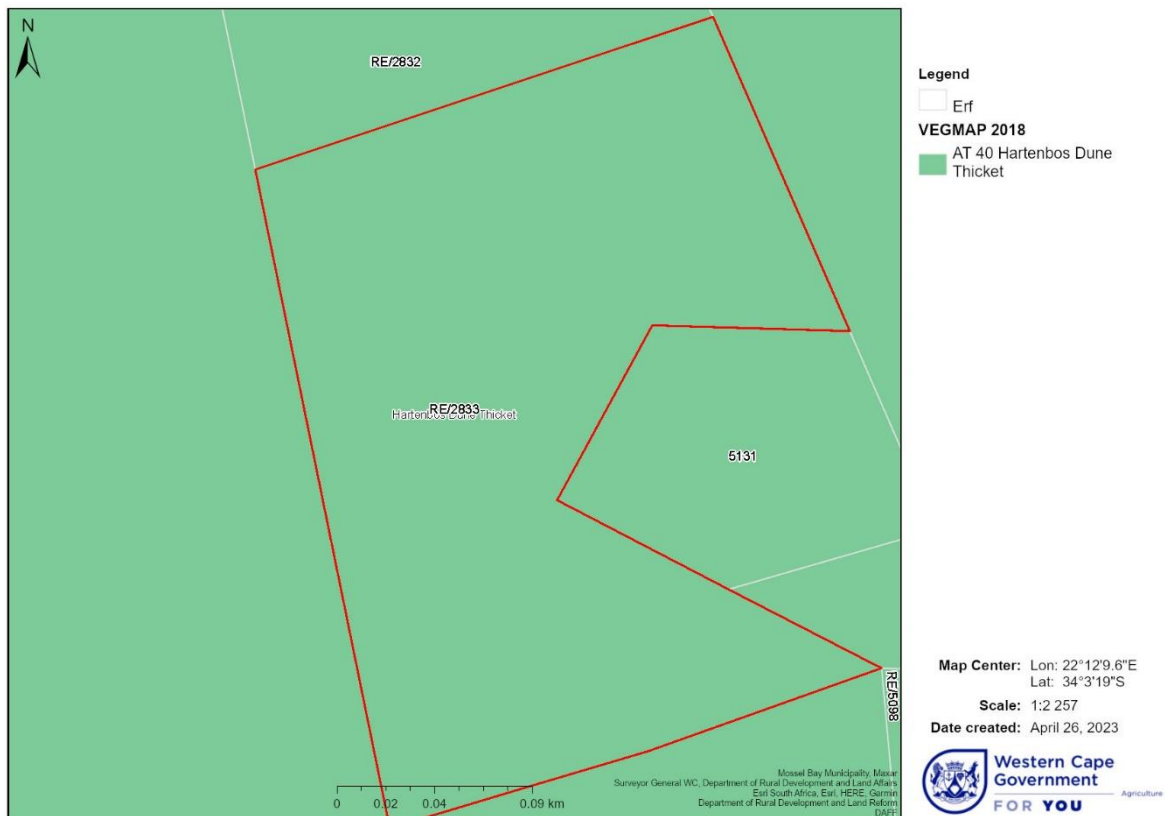 N
RE/2832
RE/2833
Hartenbos Dune Thicket
5131
RE/5098
0 0.02 0.04 0.09 km
Mossel Bay Municipality, Maxar
Surveyor General WC, Department of Rural Development and Land Affairs
Esri South Africa, Esri, HERE, Garmin
Department of Rural Development and Land Reform
DAFF
Legend
Erf
VEGMAP 2018
AT 40 Hartenbos Dune
Thicket
Map Center: Lon: 22°12'9.6"E
Lat: 34°3'19"S
Scale: 1:2 257
Date created: April 26, 2023
Western Cape
Government
Agriculture
FOR YOU